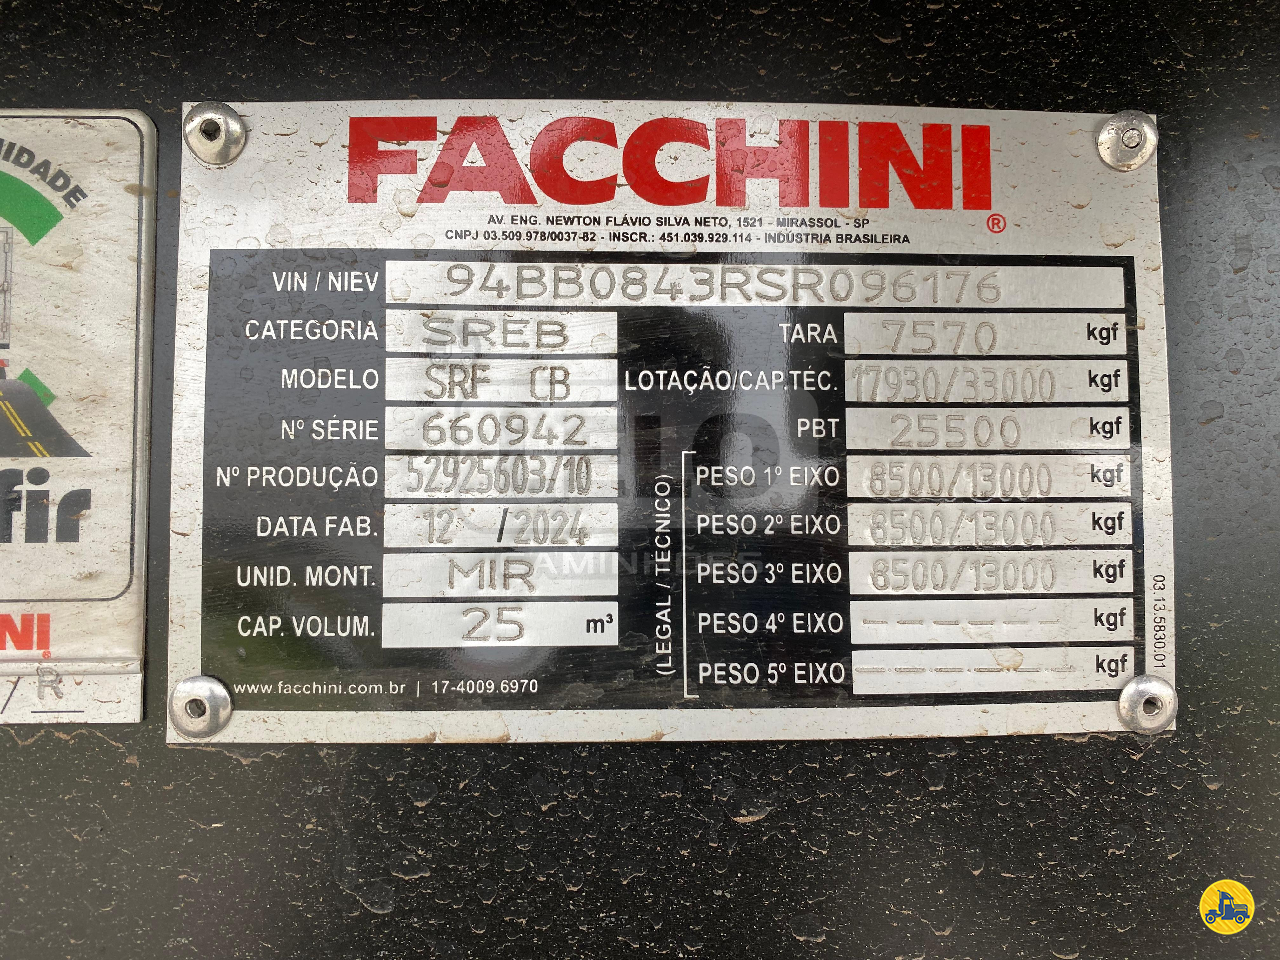 FACCHINI®
AV. ENG. NEWTON FLÁVIO SILVA NETO, 1521 - MIRASSOL - SP
CNPJ 03.509.978/0037-82 - INSCR.: 451.039.929.114 - INDÚSTRIA BRASILEIRA
VIN / NIEV 94BB0843RSR096176
CATEGORIA SREB TARA 7570 kgf
MODELO SRF CB LOTAÇÃO/CAP.TÉC. 17930/33000 kgf
Nº SÉRIE 660942 PBT 25500 kgf
Nº PRODUÇÃO 52925603/10 PESO 1º EIXO 8500/13000 kgf
DATA FAB. 12 /2024 PESO 2º EIXO 8500/13000 kgf
UNID. MONT. MIR PESO 3º EIXO 8500/13000 kgf
CAP. VOLUM. 25 m³ PESO 4º EIXO - - - - - kgf
PESO 5º EIXO - - - - - kgf
(LEGAL / TÉCNICO)
www.facchini.com.br | 17-4009.6970
03.13.5830.01
CAMINHÕES
IDADE
fir
NI®
/R